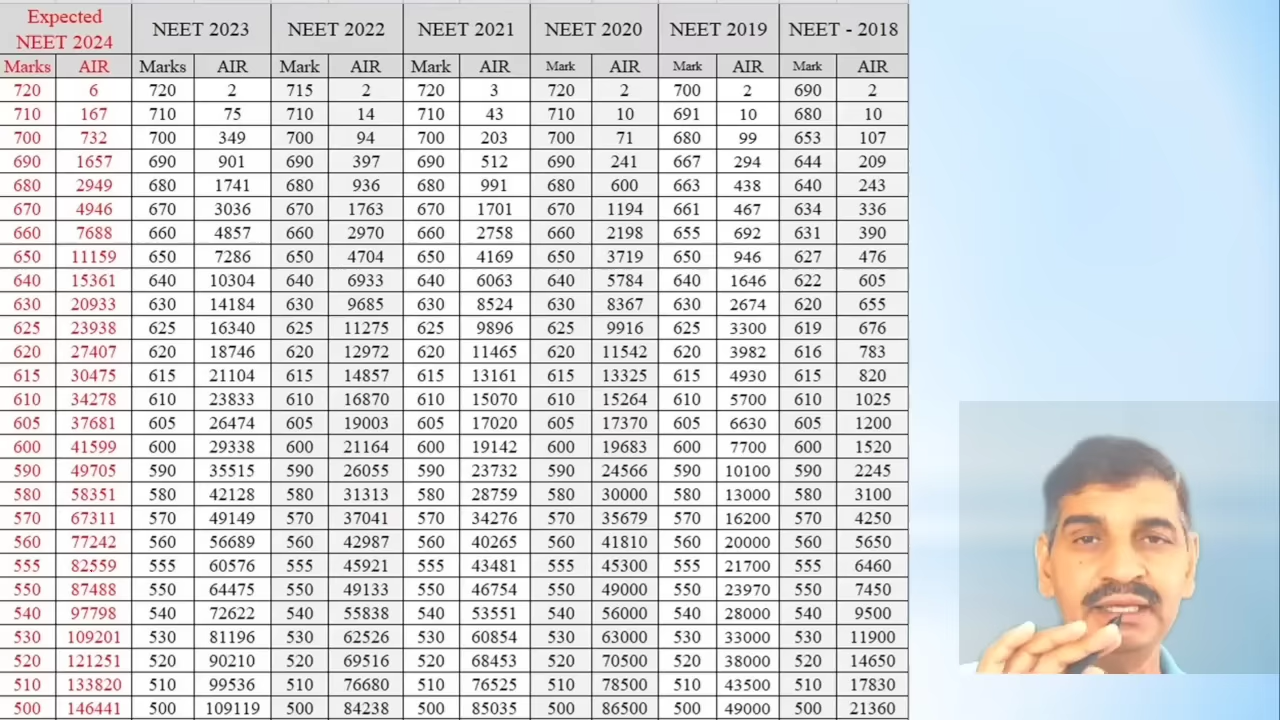 Expected NEET 2024 NEET 2023 NEET 2022 NEET 2021 NEET 2020 NEET 2019 NEET - 2018
Marks AIR Marks AIR Mark AIR Mark AIR Mark AIR Mark AIR Mark AIR
720 6 720 2 715 2 720 3 720 2 700 2 690 2
710 167 710 75 710 14 710 43 710 10 691 10 680 10
700 732 700 349 700 94 700 203 700 71 680 99 653 107
690 1657 690 901 690 397 690 512 690 241 667 294 644 209
680 2949 680 1741 680 936 680 991 680 600 663 438 640 243
670 4946 670 3036 670 1763 670 1701 670 1194 661 467 634 336
660 7688 660 4857 660 2970 660 2758 660 2198 655 692 631 390
650 11159 650 7286 650 4704 650 4169 650 3719 650 946 627 476
640 15361 640 10304 640 6933 640 6063 640 5784 640 1646 622 605
630 20933 630 14184 630 9685 630 8524 630 8367 630 2674 620 655
625 23938 625 16340 625 11275 625 9896 625 9916 625 3300 619 676
620 27407 620 18746 620 12972 620 11465 620 11542 620 3982 616 783
615 30475 615 21104 615 14857 615 13161 615 13325 615 4930 615 820
610 34278 610 23833 610 16870 610 15070 610 15264 610 5700 610 1025
605 37681 605 26474 605 19003 605 17020 605 17370 605 6630 605 1200
600 41599 600 29338 600 21164 600 19142 600 19683 600 7700 600 1520
590 49705 590 35515 590 26055 590 23732 590 24566 590 10100 590 2245
580 58351 580 42128 580 31313 580 28759 580 30000 580 13000 580 3100
570 67311 570 49149 570 37041 570 34276 570 35679 570 16200 570 4250
560 77242 560 56689 560 42987 560 40265 560 41810 560 20000 560 5650
555 82559 555 60576 555 45921 555 43481 555 45300 555 21700 555 6460
550 87488 550 64475 550 49133 550 46754 550 49000 550 23970 550 7450
540 97798 540 72622 540 55838 540 53551 540 56000 540 28000 540 9500
530 109201 530 81196 530 62526 530 60854 530 63000 530 33000 530 11900
520 121251 520 90210 520 69516 520 68453 520 70500 520 38000 520 14650
510 133820 510 99536 510 76680 510 76525 510 78500 510 43500 510 17830
500 146441 500 109119 500 84238 500 85035 500 86500 500 49000 500 21360